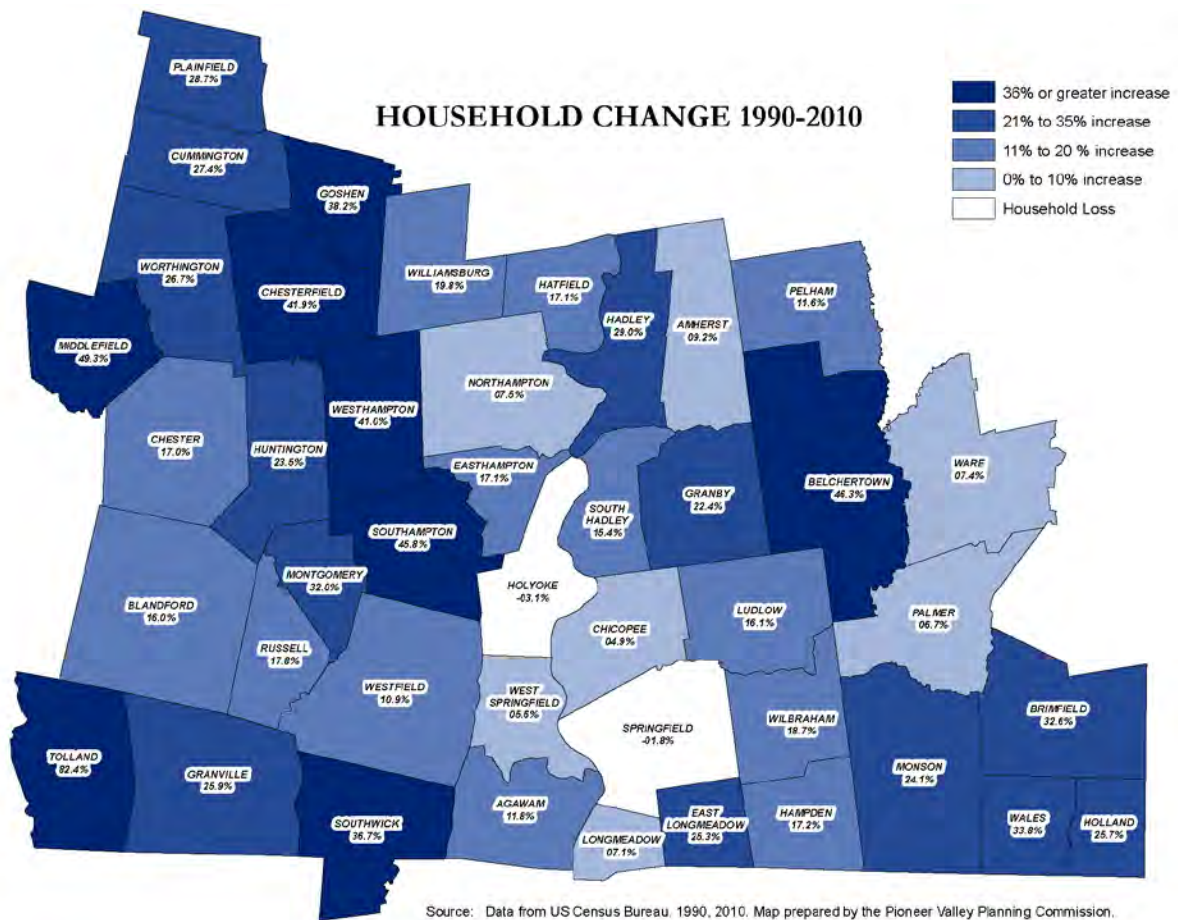 HOUSEHOLD CHANGE 1990-2010
36% or greater increase
21% to 35% increase
11% to 20 % increase
0% to 10% increase
Household Loss
PLAINFIELD
28.7%
CUMMINGTON
27.4%
GOSHEN
38.2%
WORTHINGTON
26.7%
CHESTERFIELD
41.9%
WILLIAMSBURG
19.8%
HATFIELD
17.1%
HADLEY
29.0%
AMHERST
09.2%
PELHAM
11.6%
MIDDLEFIELD
49.3%
NORTHAMPTON
07.5%
WESTHAMPTON
41.0%
CHESTER
17.0%
HUNTINGTON
23.5%
EASTHAMPTON
17.1%
WARE
07.4%
BELCHERTOWN
46.3%
GRANBY
22.4%
SOUTH
HADLEY
15.4%
SOUTHAMPTON
45.8%
HOLYOKE
-03.1%
MONTGOMERY
32.0%
BLANDFORD
16.0%
LUDLOW
16.1%
PALMER
06.7%
CHICOPEE
04.9%
RUSSELL
17.8%
WESTFIELD
10.9%
WEST
SPRINGFIELD
05.6%
BRIMFIELD
32.6%
SPRINGFIELD
-01.8%
WILBRAHAM
18.7%
TOLLAND
82.4%
GRANVILLE
25.9%
MONSON
24.1%
SOUTHWICK
36.7%
AGAWAM
11.8%
LONGMEADOW
07.1%
EAST
LONGMEADOW
25.3%
HAMPDEN
17.2%
WALES
33.8%
HOLLAND
25.7%
Source: Data from US Census Bureau. 1990, 2010. Map prepared by the Pioneer Valley Planning Commission.